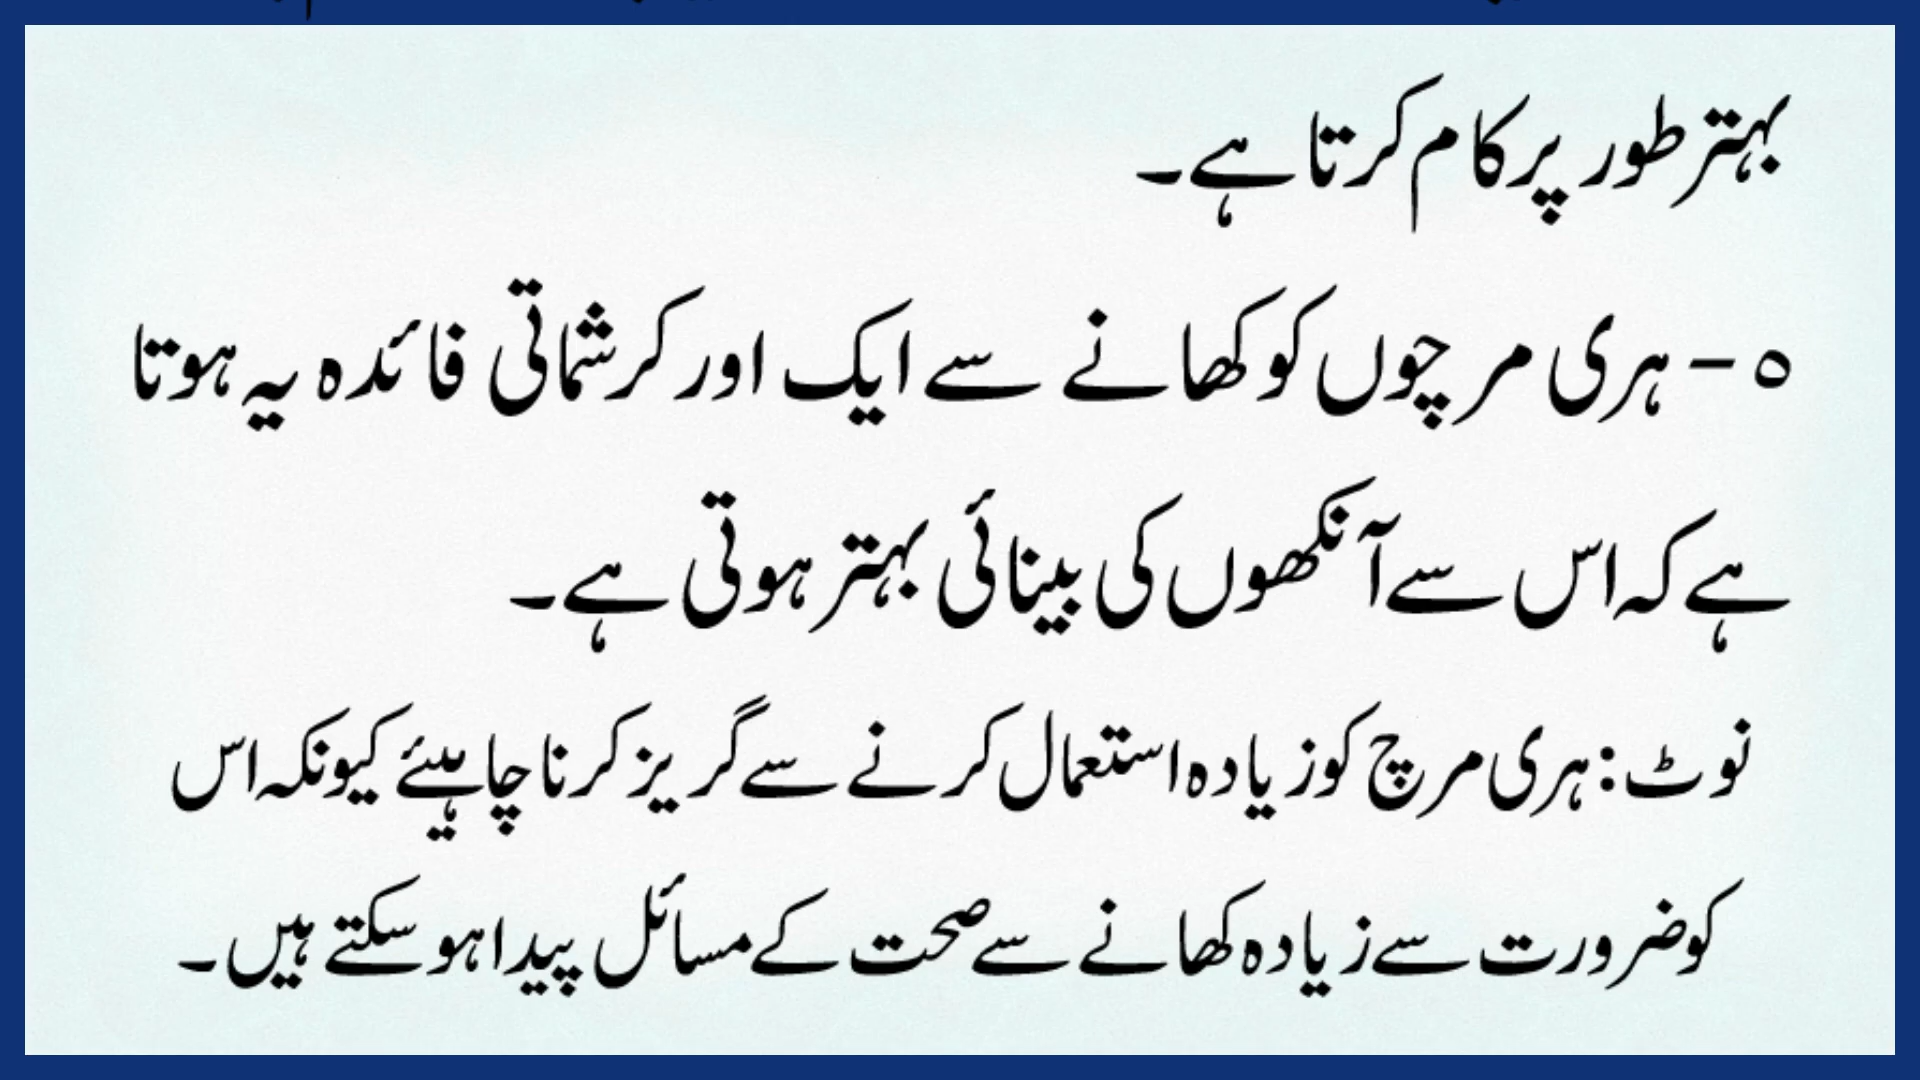 بہتر طور پر کام کرتا ہے۔
٥ – ہری مرچوں کو کھانے سے ایک اور کرشماتی فائدہ یہ ہوتا
ہے کہ اس سے آنکھوں کی بینائی بہتر ہوتی ہے۔
نوٹ: ہری مرچ کو زیادہ استعمال کرنے سے گریز کرنا چاہیئے کیونکہ اس
کو ضرورت سے زیادہ کھانے سے صحت کے مسائل پیدا ہو سکتے ہیں۔